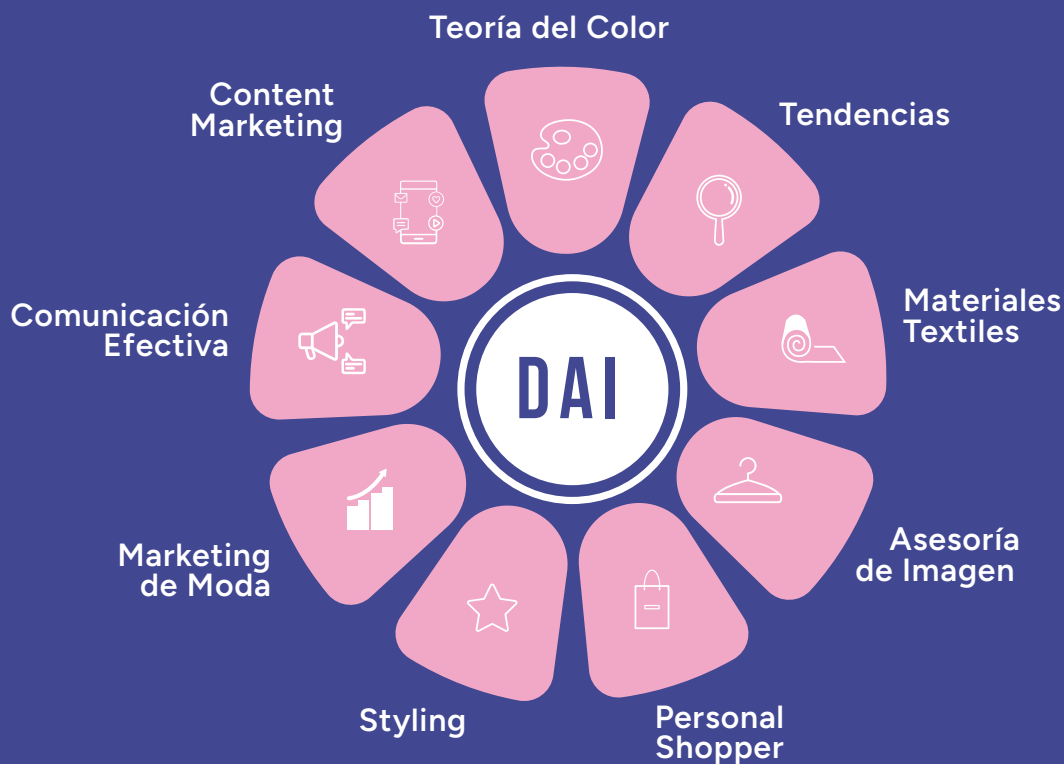 Teoría del Color
Tendencias
Materiales
Textiles
Asesoría
de Imagen
Personal
Shopper
Styling
Marketing
de Moda
Comunicación
Efectiva
Content
Marketing
DAI